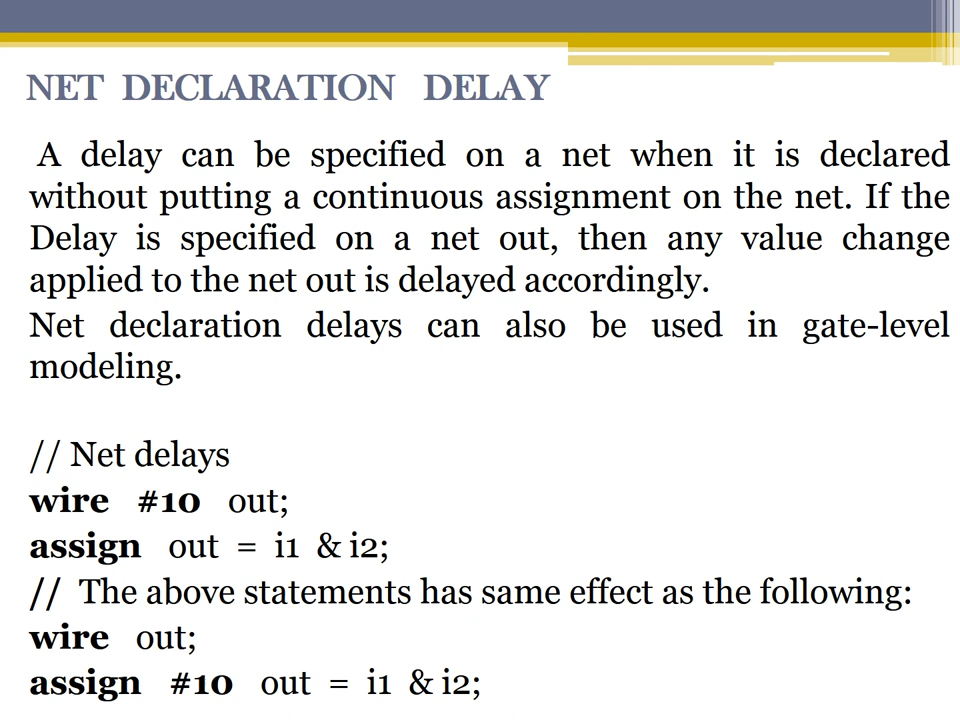 NET DECLARATION DELAY
A delay can be specified on a net when it is declared
without putting a continuous assignment on the net. If the
Delay is specified on a net out, then any value change
applied to the net out is delayed accordingly.
Net declaration delays can also be used in gate-level
modeling.
// Net delays
wire #10 out;
assign out = i1 & i2;
// The above statements has same effect as the following:
wire out;
assign #10 out = i1 & i2;